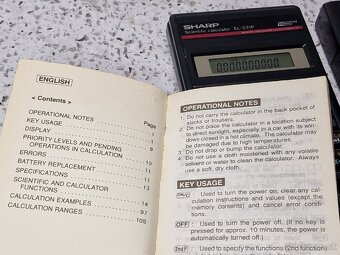 SHARP
Scientific calculator EL-531P
ENGLISH
< Contents >
OPERATIONAL NOTES
KEY USAGE
DISPLAY
PRIORITY LEVELS AND PENDING
OPERATIONS IN CALCULATION
ERRORS
BATTERY REPLACEMENT
SPECIFICATIONS
SCIENTIFIC AND CALCULATOR
FUNCTIONS
CALCULATION EXAMPLES
CALCULATION RANGES
1
1
5
10
10
11
13
14
97
105
OPERATIONAL NOTES
1. Do not carry the calculator in the back pocket of
slacks or trousers.
2. Do not place the calculator in a location subject
to direct sunlight, especially in a car with its win-
dows closed in a hot climate. The calculator may
be damaged due to high temperature.
3. Do not drop or bump the calculator.
4. Do not use a cloth moistened with any volatile
solvent or water to clean the calculator. Always
use a soft, dry cloth.
KEY USAGE
: Used to turn the power on, clear any cal-
culation instructions and values (except the
memory contents) and cancel error condi-
tions.
OFF : Used to turn the power off. (If no key is
pressed for approx. 10 minutes, the power is
automatically turned off.)
2ndF : Used to specify the functions (2nd function)